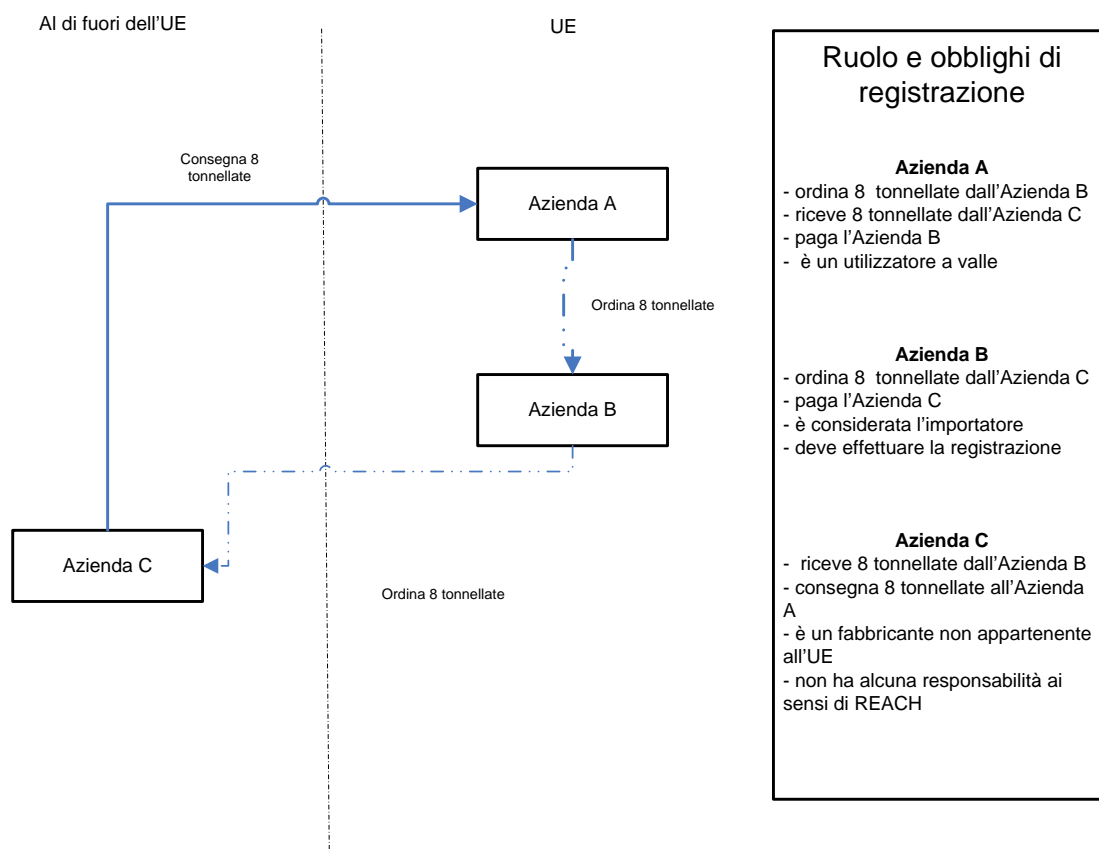 Al di fuori dell'UE
UE
Consegna 8
tonnellate
Azienda A
Ordina 8 tonnellate
Azienda B
Azienda C
Ordina 8 tonnellate
Ruolo e obblighi di
registrazione
Azienda A
- ordina 8  tonnellate dall'Azienda B
- riceve 8 tonnellate dall'Azienda C
- paga l'Azienda B
-  è un utilizzatore a valle
Azienda B
- ordina 8  tonnellate dall'Azienda C
- paga l'Azienda C
- è considerata l'importatore
- deve effettuare la registrazione
Azienda C
-  riceve 8 tonnellate dall'Azienda B
- consegna 8 tonnellate all'Azienda
A
- è un fabbricante non appartenente
all'UE
- non ha alcuna responsabilità ai
sensi di REACH